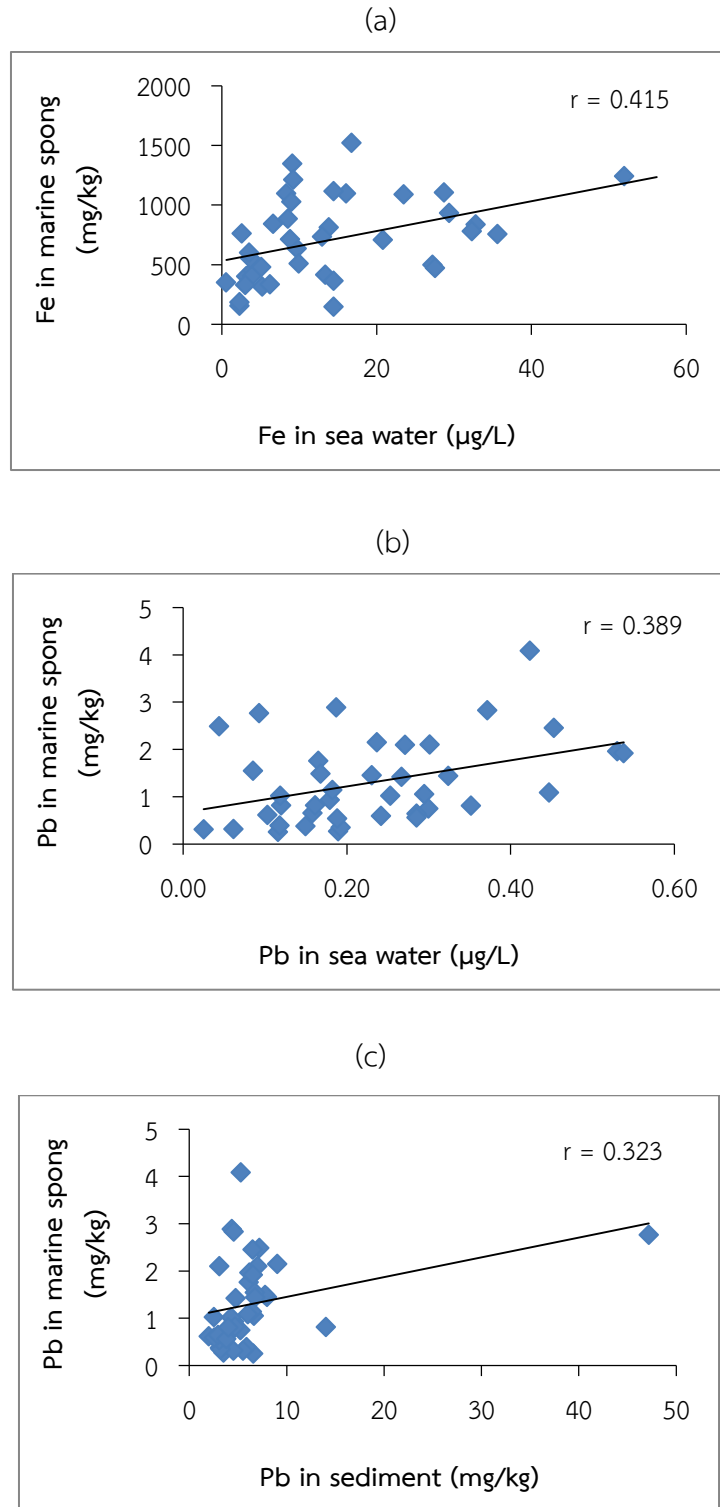 (a)
Fe in marine spong
(mg/kg)
2000
1500
1000
500
0
r = 0.415
0 20 40 60
Fe in sea water (µg/L)
(b)
Pb in marine spong
(mg/kg)
5
4
3
2
1
0
r = 0.389
0.00 0.20 0.40 0.60
Pb in sea water (µg/L)
(c)
Pb in marine spong
(mg/kg)
5
4
3
2
1
0
r = 0.323
0 10 20 30 40 50
Pb in sediment (mg/kg)